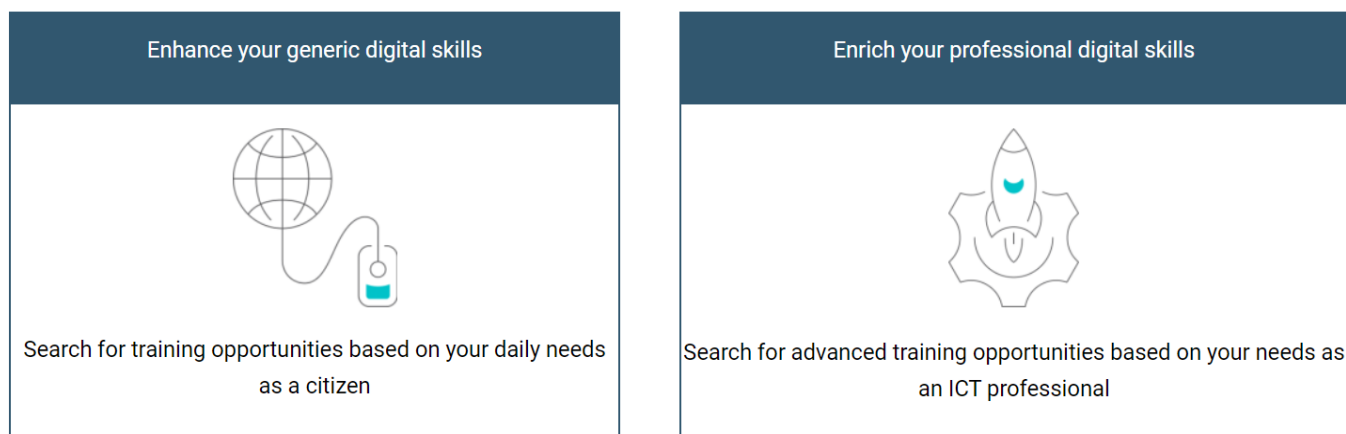 Enhance your generic digital skills
Search for training opportunities based on your daily needs
as a citizen
Enrich your professional digital skills
Search for advanced training opportunities based on your needs as
an ICT professional